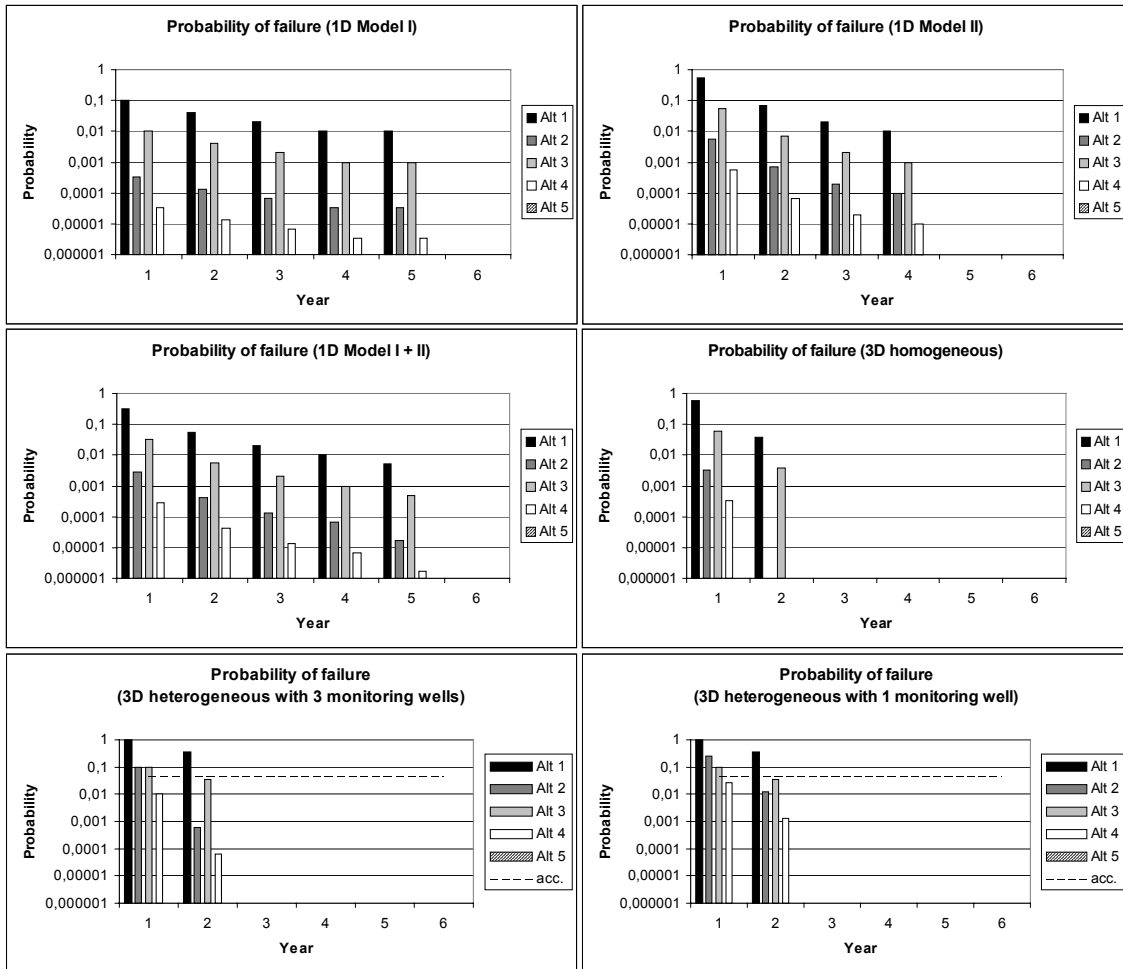 Probability of failure (1D Model I)
1
0,1
0,01
0,001
0,0001
0,00001
0,000001
Probability
1 2 3 4 5 6
Year
Alt 1
Alt 2
Alt 3
Alt 4
Alt 5
Probability of failure (1D Model II)
1
0,1
0,01
0,001
0,0001
0,00001
0,000001
Probability
1 2 3 4 5 6
Year
Alt 1
Alt 2
Alt 3
Alt 4
Alt 5
Probability of failure (1D Model I + II)
1
0,1
0,01
0,001
0,0001
0,00001
0,000001
Probability
1 2 3 4 5 6
Year
Alt 1
Alt 2
Alt 3
Alt 4
Alt 5
Probability of failure (3D homogeneous)
1
0,1
0,01
0,001
0,0001
0,00001
0,000001
Probability
1 2 3 4 5 6
Year
Alt 1
Alt 2
Alt 3
Alt 4
Alt 5
Probability of failure
(3D heterogeneous with 3 monitoring wells)
1
0,1
0,01
0,001
0,0001
0,00001
0,000001
Probability
1 2 3 4 5 6
Year
Alt 1
Alt 2
Alt 3
Alt 4
Alt 5
acc.
Probability of failure
(3D heterogeneous with 1 monitoring well)
1
0,1
0,01
0,001
0,0001
0,00001
0,000001
Probability
1 2 3 4 5 6
Year
Alt 1
Alt 2
Alt 3
Alt 4
Alt 5
acc.